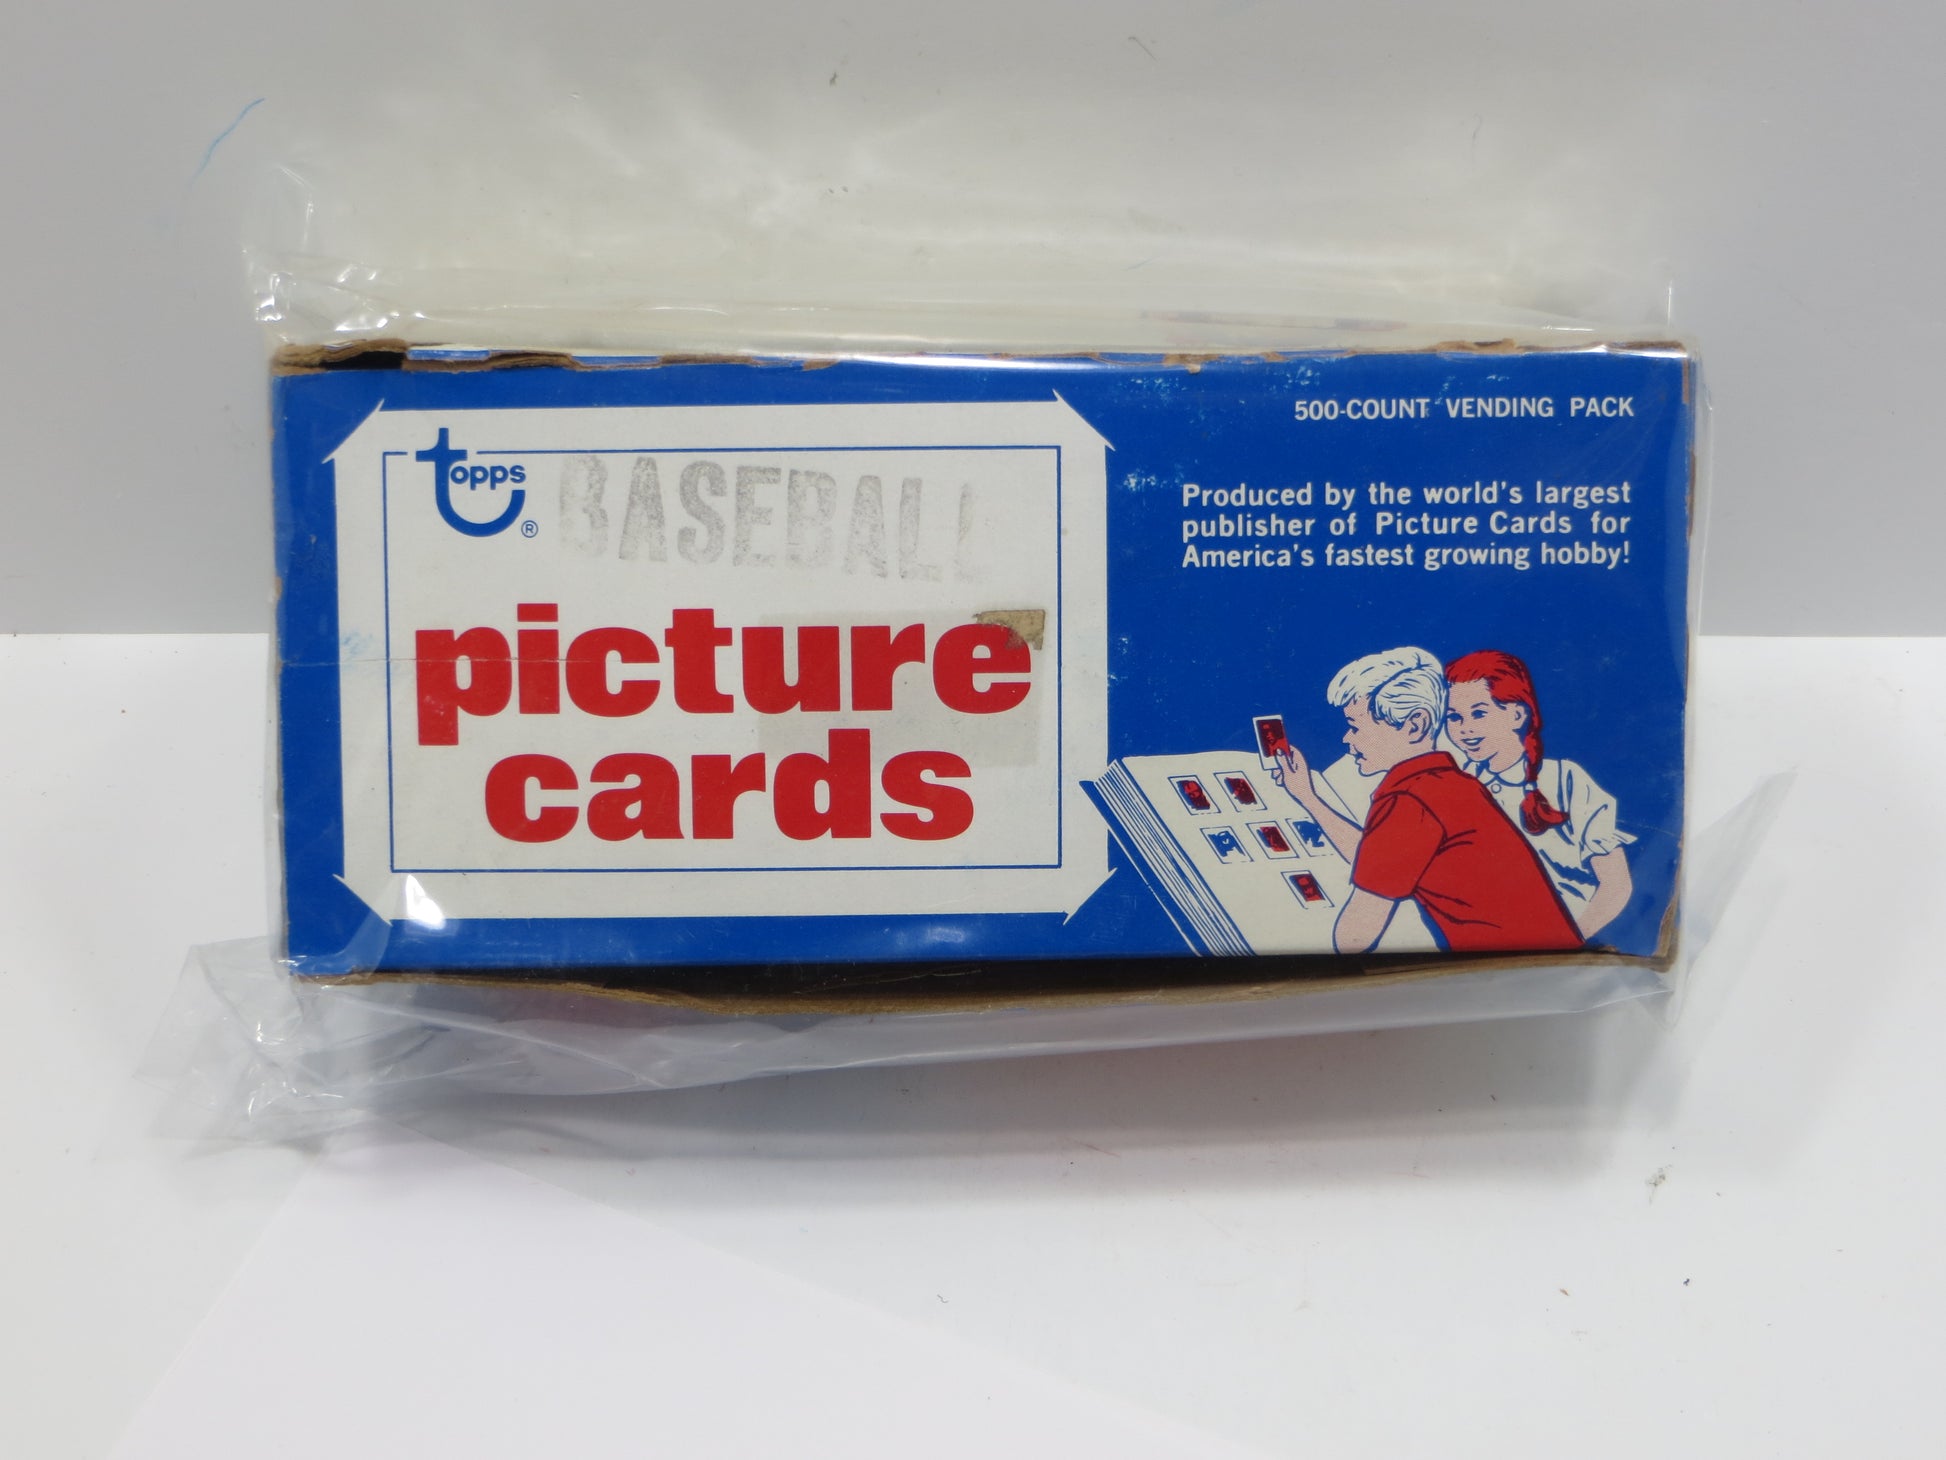 topps®
BASEBALL
picture
cards
500-COUNT VENDING PACK
Produced by the world's largest
publisher of Picture Cards for
America's fastest growing hobby!